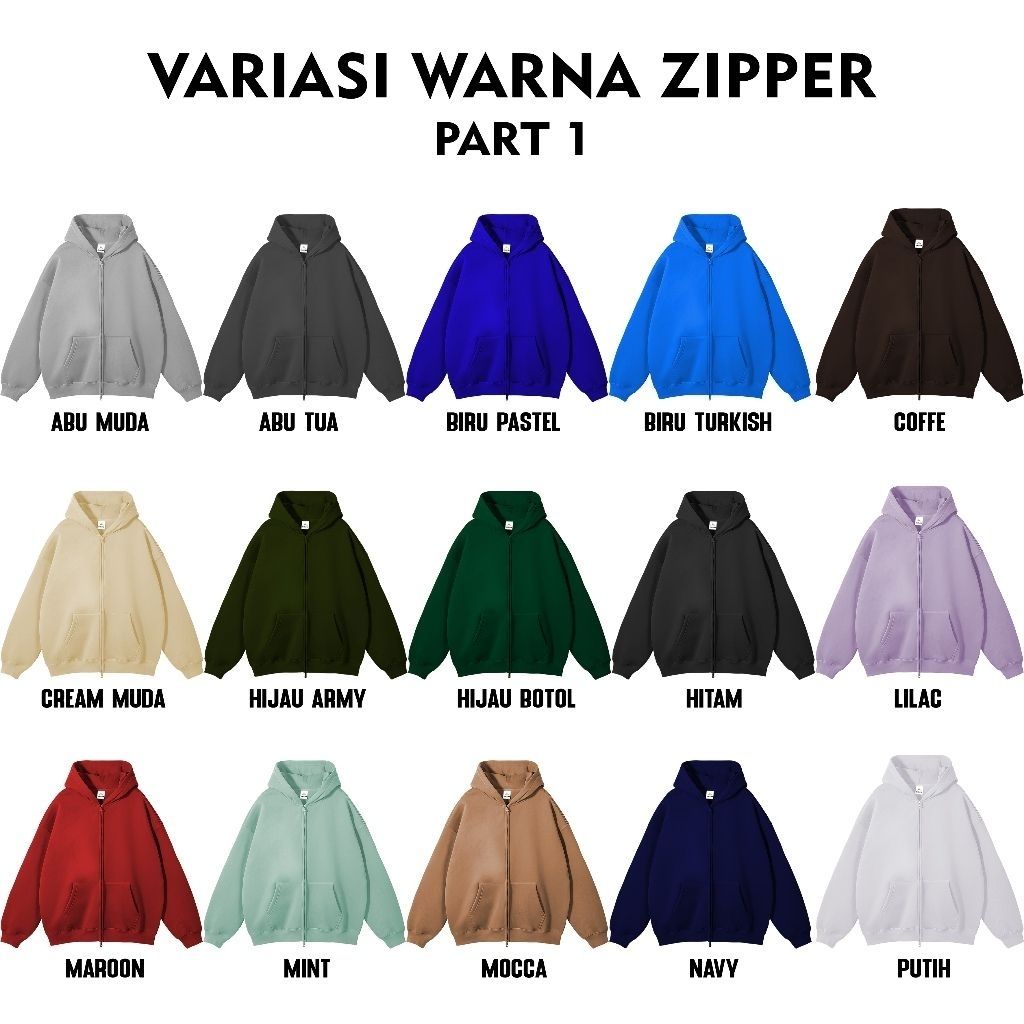 VARIASI WARNA ZIPPER
PART 1
ABU MUDA
ABU TUA
BIRU PASTEL
BIRU TURKISH
COFFE
CREAM MUDA
HIJAU ARMY
HIJAU BOTOL
HITAM
LILAC
MAROON
MINT
MOCCA
NAVY
PUTIH